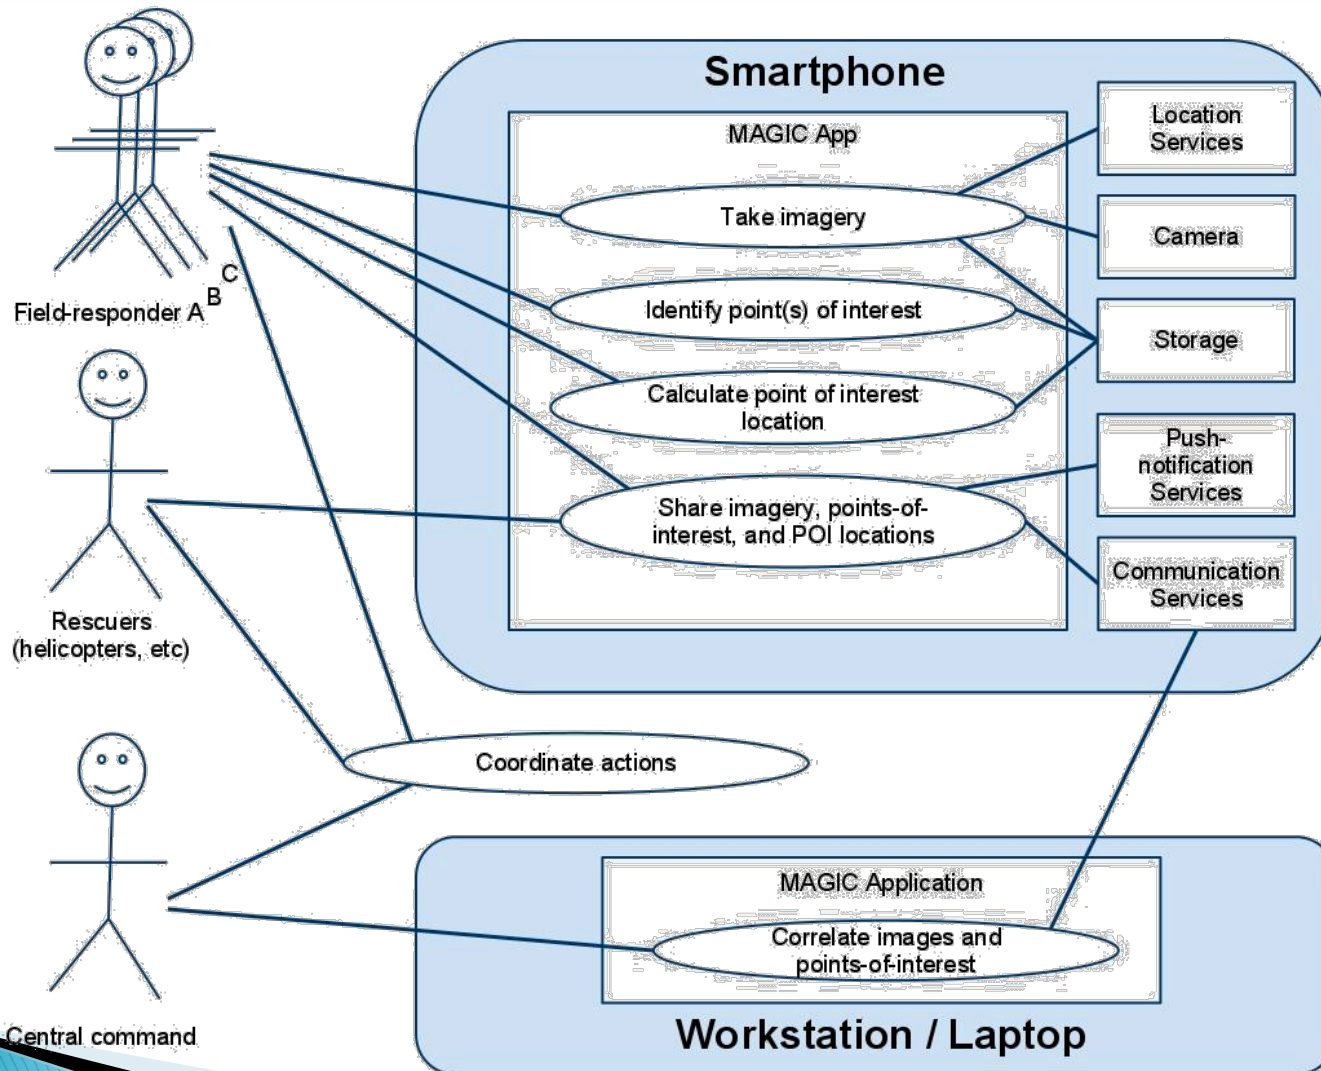 Smartphone
MAGIC App
Location
Services
Take imagery
Camera
Identify point(s) of interest
Storage
Calculate point of interest
location
Push-
notification
Services
Share imagery, points-of-
interest, and POI locations
Communication
Services
Field-responder A
B
C
Rescuers
(helicopters, etc)
Coordinate actions
Central command
MAGIC Application
Correlate images and
points-of-interest
Workstation / Laptop